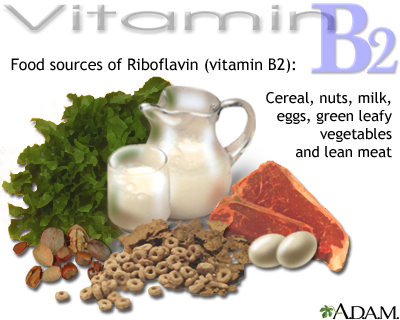 Vitamin B2
Food sources of Riboflavin (vitamin B2):
Cereal, nuts, milk,
eggs, green leafy
vegetables
and lean meat
A.D.A.M.